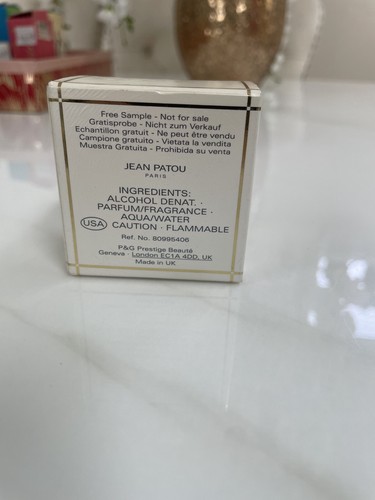 Free Sample - Not for sale
Gratisprobe - Nicht zum Verkauf
Echantillon gratuit - Ne peut être vendu
Campione gratuito - Vietata la vendita
Muestra Gratuita - Prohibida su venta
JEAN PATOU
PARIS
INGREDIENTS:
ALCOHOL DENAT. ·
PARFUM/FRAGRANCE ·
AQUA/WATER
USA CAUTION - FLAMMABLE
Ref. No. 80995406
P&G Prestige Beauté
Geneva · London EC1A 4DD, UK
Made in UK